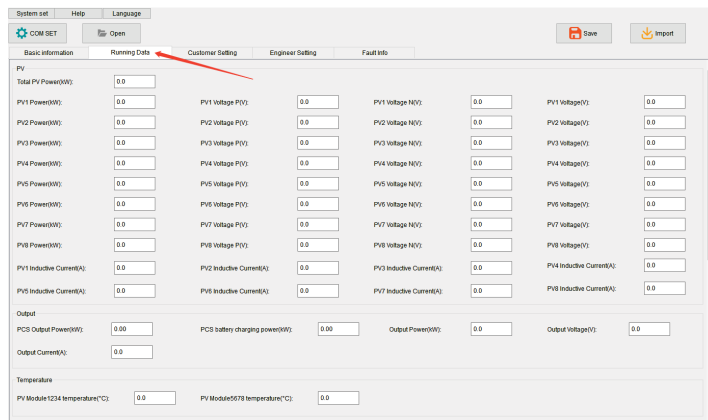 System set Help Language
COM SET Open Save Import
Basic information Running Data Customer Setting Engineer Setting Fault Info
PV
Total PV Power(kW): 0.0
PV1 Power(kW): 0.0 PV1 Voltage P(V): 0.0 PV1 Voltage N(V): 0.0 PV1 Voltage(V): 0.0
PV2 Power(kW): 0.0 PV2 Voltage P(V): 0.0 PV2 Voltage N(V): 0.0 PV2 Voltage(V): 0.0
PV3 Power(kW): 0.0 PV3 Voltage P(V): 0.0 PV3 Voltage N(V): 0.0 PV3 Voltage(V): 0.0
PV4 Power(kW): 0.0 PV4 Voltage P(V): 0.0 PV4 Voltage N(V): 0.0 PV4 Voltage(V): 0.0
PV5 Power(kW): 0.0 PV5 Voltage P(V): 0.0 PV5 Voltage N(V): 0.0 PV5 Voltage(V): 0.0
PV6 Power(kW): 0.0 PV6 Voltage P(V): 0.0 PV6 Voltage N(V): 0.0 PV6 Voltage(V): 0.0
PV7 Power(kW): 0.0 PV7 Voltage P(V): 0.0 PV7 Voltage N(V): 0.0 PV7 Voltage(V): 0.0
PV8 Power(kW): 0.0 PV8 Voltage P(V): 0.0 PV8 Voltage N(V): 0.0 PV8 Voltage(V): 0.0
PV1 Inductive Current(A): 0.0 PV2 Inductive Current(A): 0.0 PV3 Inductive Current(A): 0.0 PV4 Inductive Current(A): 0.0
PV5 Inductive Current(A): 0.0 PV6 Inductive Current(A): 0.0 PV7 Inductive Current(A): 0.0 PV8 Inductive Current(A): 0.0
Output
PCS Output Power(kW): 0.00 PCS battery charging power(kW): 0.00 Output Power(kW): 0.0 Output Voltage(V): 0.0
Output Current(A): 0.0
Temperature
PV Module1234 temperature(°C): 0.0 PV Module5678 temperature(°C): 0.0